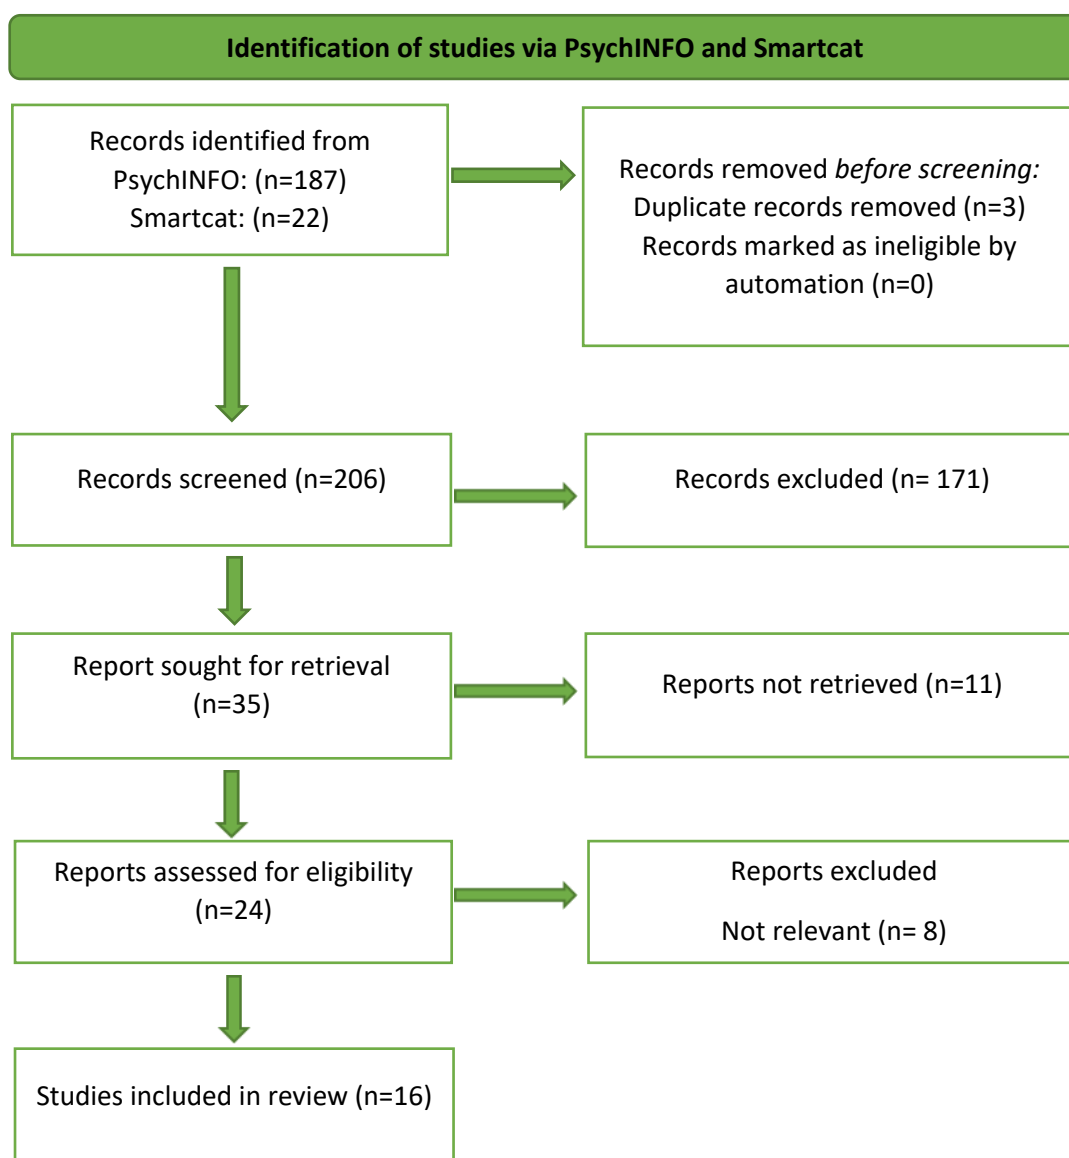 Identification of studies via PsychINFO and Smartcat
Records identified from
PsychINFO: (n=187)
Smartcat: (n=22)
Records removed before screening:
Duplicate records removed (n=3)
Records marked as ineligible by
automation (n=0)
Records screened (n=206)
Records excluded (n= 171)
Report sought for retrieval
(n=35)
Reports not retrieved (n=11)
Reports assessed for eligibility
(n=24)
Reports excluded
Not relevant (n= 8)
Studies included in review (n=16)